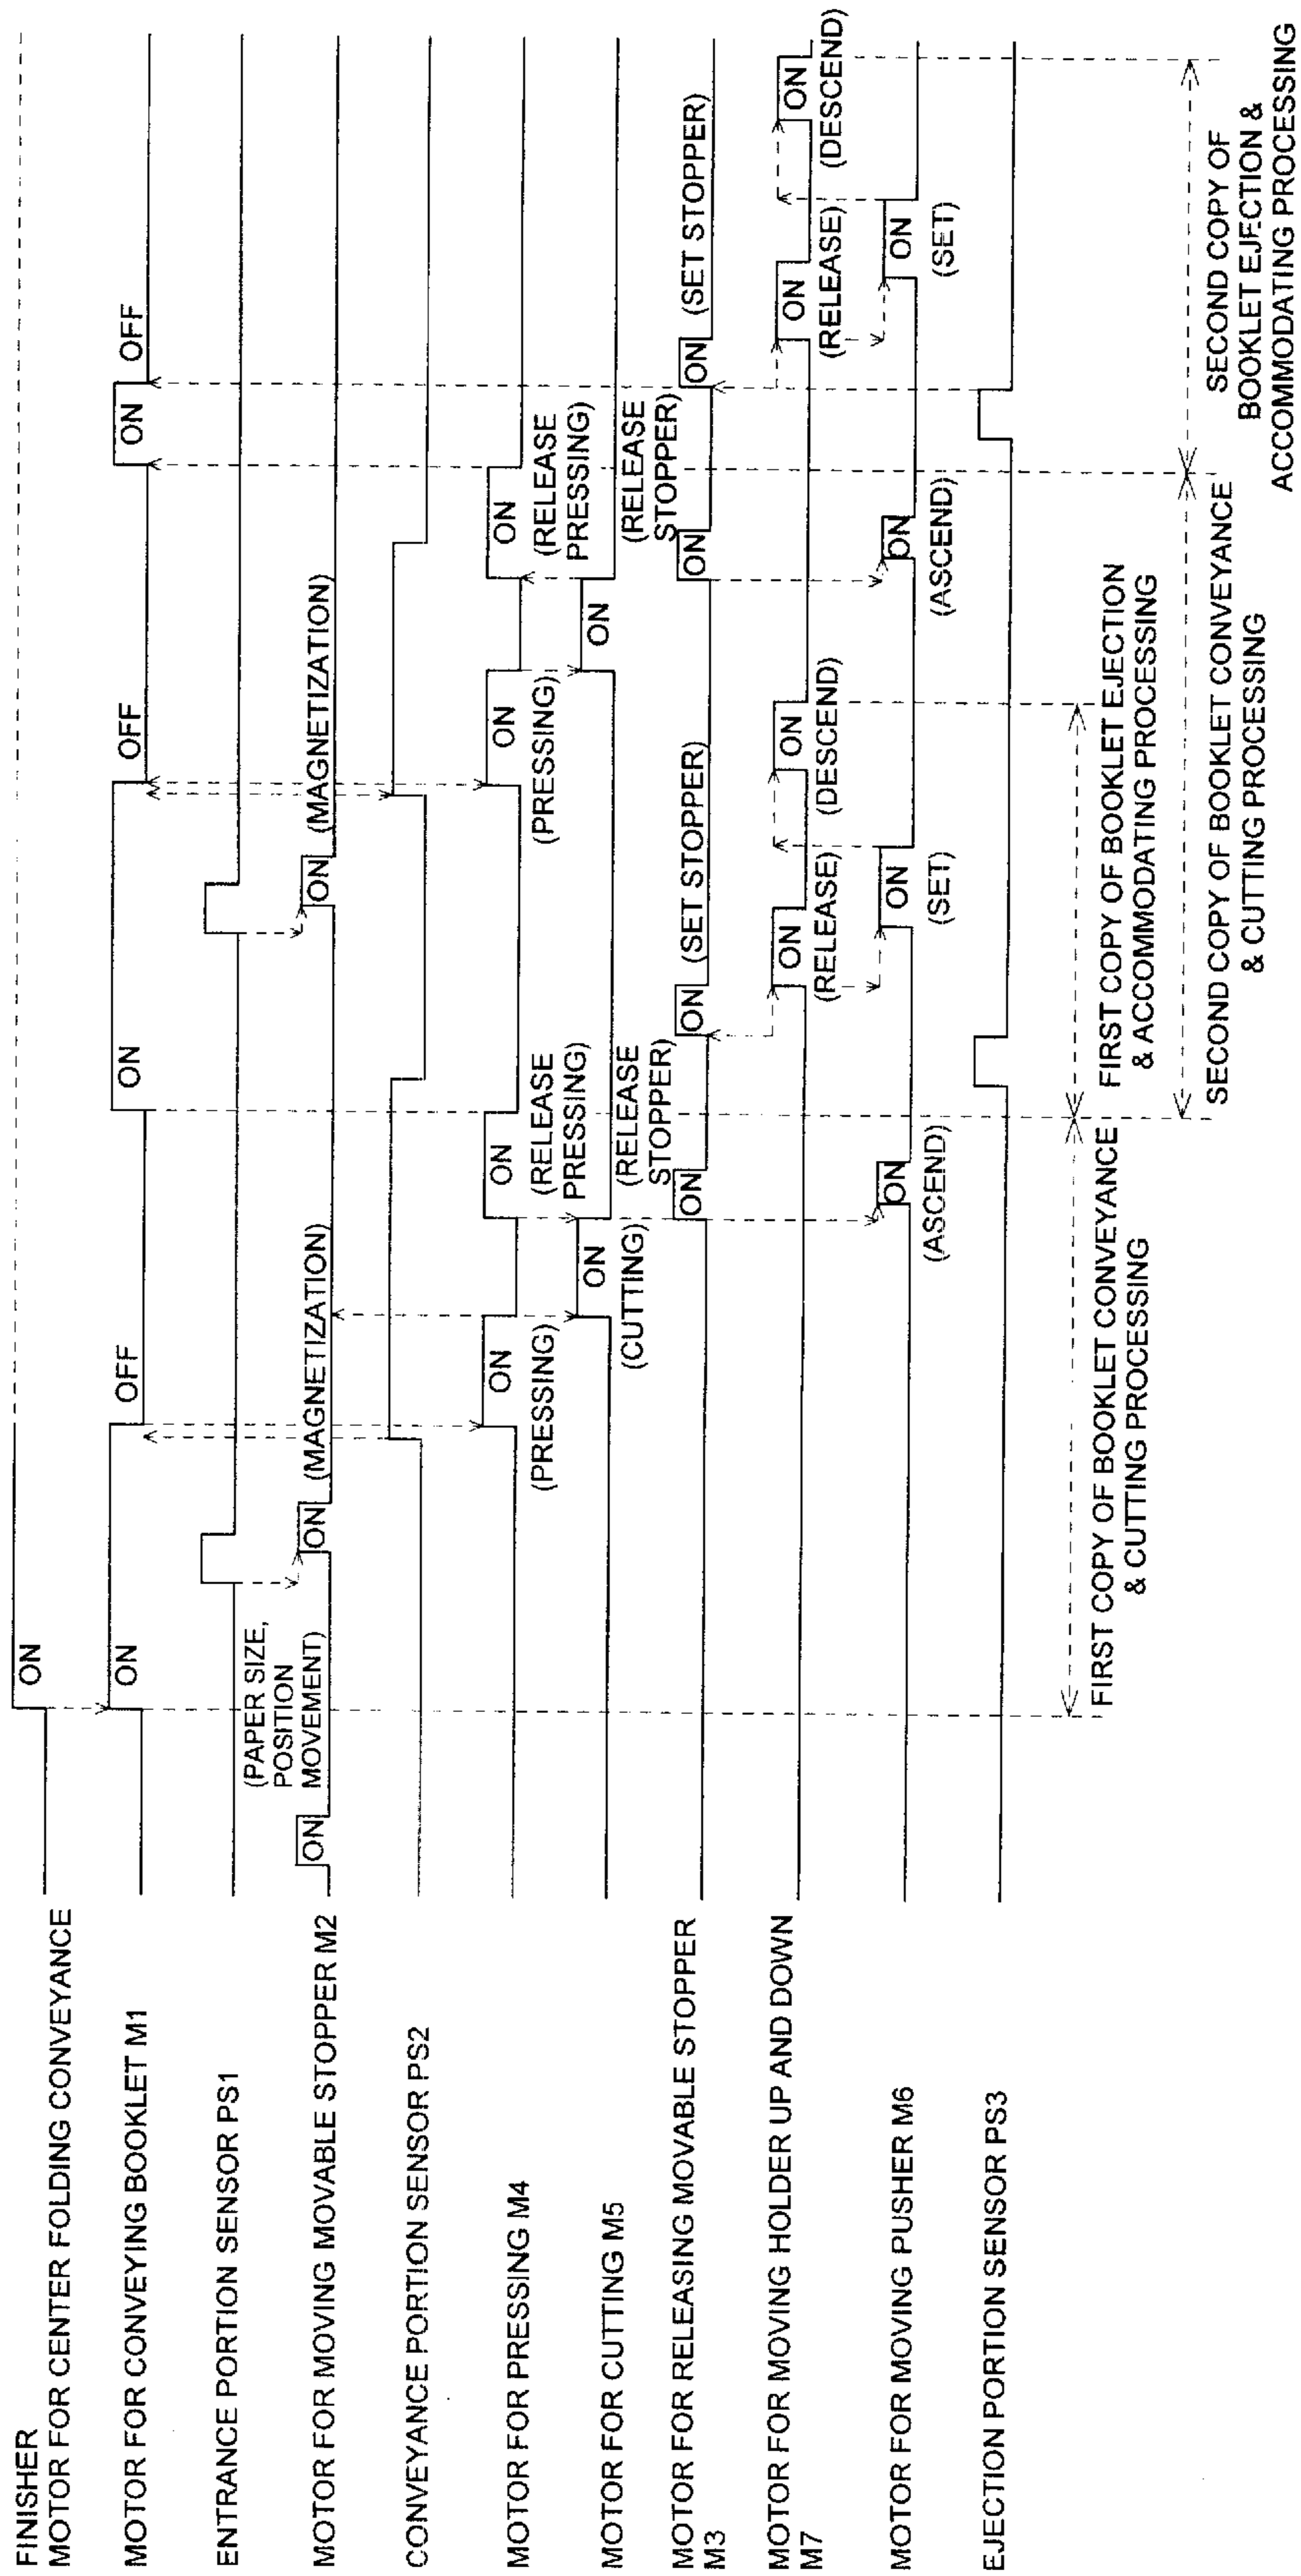 FINISHER
MOTOR FOR CENTER FOLDING CONVEYANCE
ON
MOTOR FOR CONVEYING BOOKLET M1
ON
OFF
ON
OFF
ON
OFF
ENTRANCE PORTION SENSOR PS1
(PAPER SIZE,
POSITION
MOVEMENT)
MOTOR FOR MOVING MOVABLE STOPPER M2
ON
ON
(MAGNETIZATION)
ON
(MAGNETIZATION)
CONVEYANCE PORTION SENSOR PS2
MOTOR FOR PRESSING M4
ON
(PRESSING)
ON
(RELEASE
PRESSING)
ON
(PRESSING)
ON
(RELEASE
PRESSING)
MOTOR FOR CUTTING M5
ON
(CUTTING)
ON
MOTOR FOR RELEASING MOVABLE STOPPER
M3
(RELEASE
STOPPER)
ON
ON
(SET STOPPER)
(RELEASE
STOPPER)
ON
ON
(SET STOPPER)
MOTOR FOR MOVING HOLDER UP AND DOWN
M7
ON
(RELEASE)
ON
(DESCEND)
ON
(RELEASE)
ON
(DESCEND)
MOTOR FOR MOVING PUSHER M6
ON
(ASCEND)
ON
(SET)
ON
(ASCEND)
ON
(SET)
EJECTION PORTION SENSOR PS3
FIRST COPY OF BOOKLET CONVEYANCE
& CUTTING PROCESSING
FIRST COPY OF BOOKLET EJECTION
& ACCOMMODATING PROCESSING
SECOND COPY OF BOOKLET CONVEYANCE
& CUTTING PROCESSING
SECOND COPY OF
BOOKLET EJECTION &
ACCOMMODATING PROCESSING